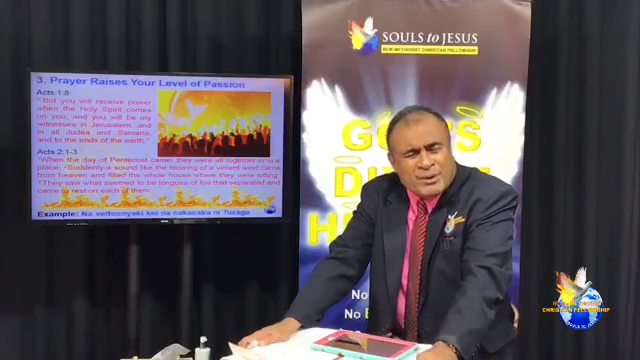 3. Prayer Raises Your Level of Passion
Acts 1:8
"But you will receive power
when the Holy Spirit comes
on you; and you will be my
witnesses in Jerusalem, and
in all Judea and Samaria,
and to the ends of the earth."
Acts 2:1-3
When the day of Pentecost came, they were all together in one
place. Suddenly a sound like the blowing of a violent wind came
from heaven and filled the whole house where they were sitting.
They saw what seemed to be tongues of fire that separated and
came to rest on each of them
Example: Na veitosoyaki kei na cakacaka ni Turaga
SOULS to JESUS
NEW METHODIST CHRISTIAN FELLOWSHIP
No
No
CHRISTIAN FELLOWSHIP